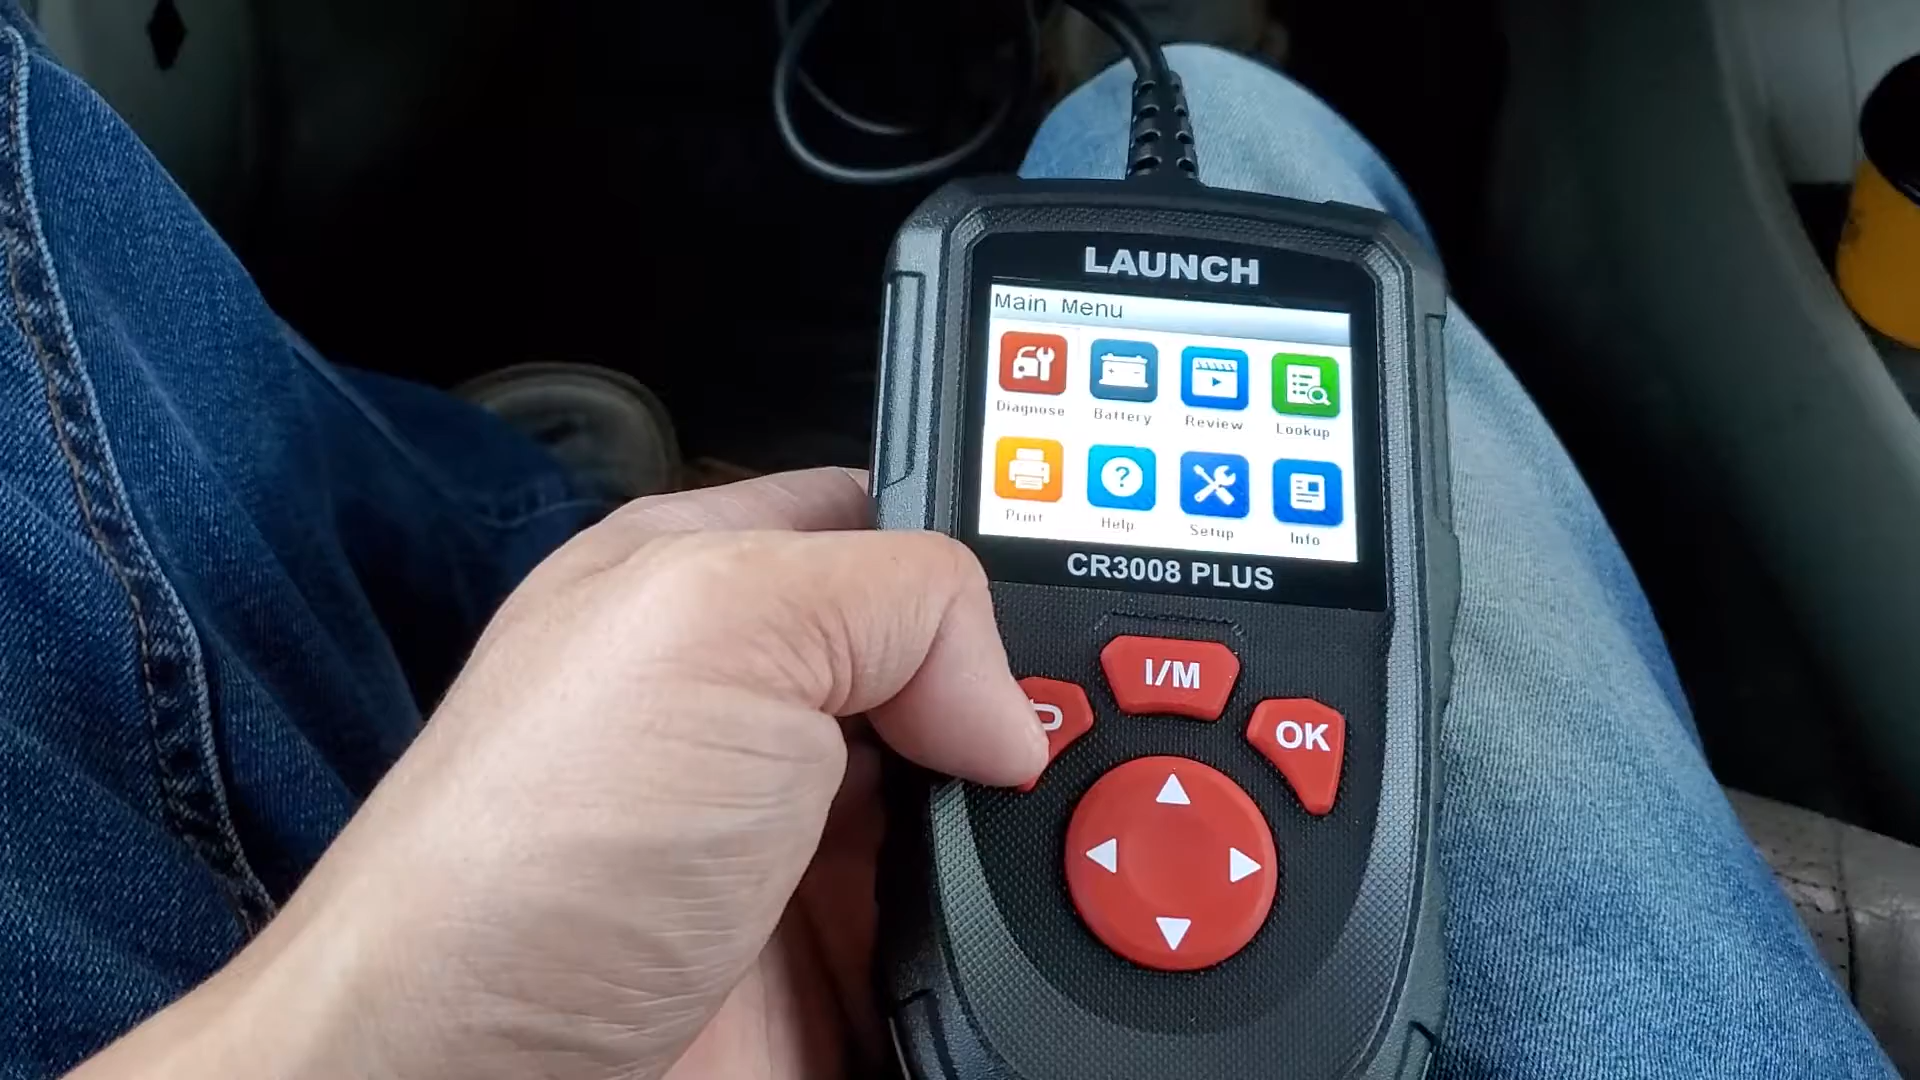 LAUNCH
Main Menu
Diagnose Battery Review Lookup
Print Help Setup Info
CR3008 PLUS
I/M
OK